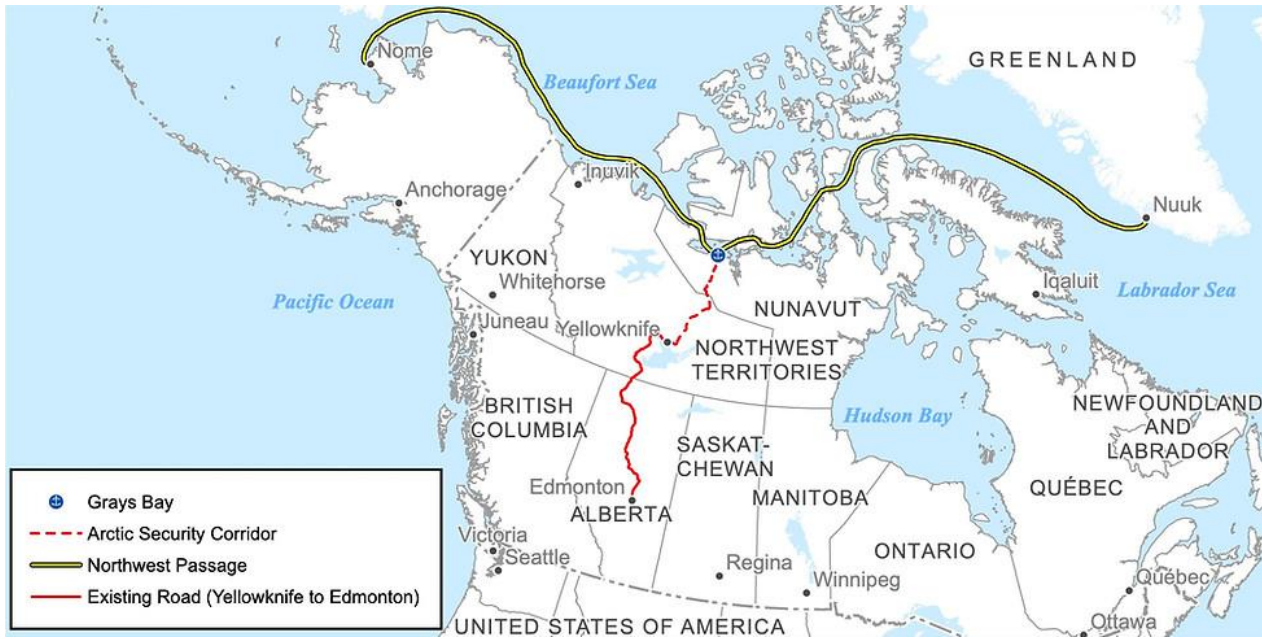 Nome
Beaufort Sea
GREENLAND
Inuvik
Anchorage
Nuuk
YUKON
Whitehorse
Pacific Ocean
Iqaluit
Labrador Sea
NUNAVUT
Juneau
Yellowknife
NORTHWEST
TERRITORIES
BRITISH
COLUMBIA
Hudson Bay
NEWFOUNDLAND
AND
LABRADOR
SASKAT-
CHEWAN
Edmonton
ALBERTA
MANITOBA
QUÉBEC
Victoria
Seattle
Regina
Winnipeg
ONTARIO
Québec
Ottawa
UNITED STATES OF AMERICA
Grays Bay
Arctic Security Corridor
Northwest Passage
Existing Road (Yellowknife to Edmonton)